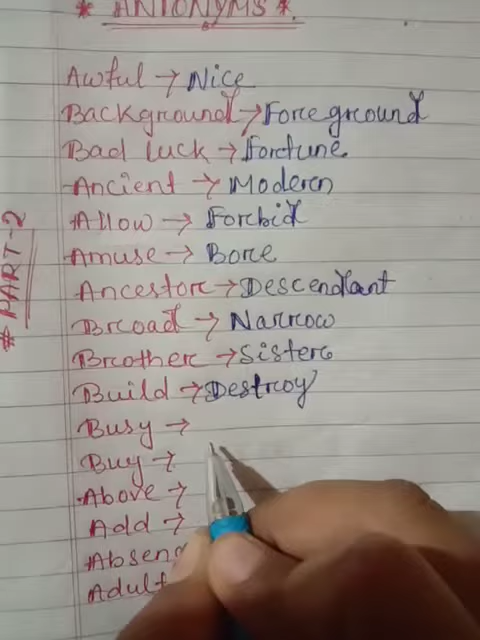 * ANTONYMS *
Awful → Nice
Background → Foreground
Bad luck → Fortune
Ancient → Modern
Allow → Forbid
Amuse → Bore
Ancestor → Descendant
Broad → Narrow
Brother → Sister
Build → Destroy
Busy →
Buy →
Above →
Add →
Adult
* PART-2